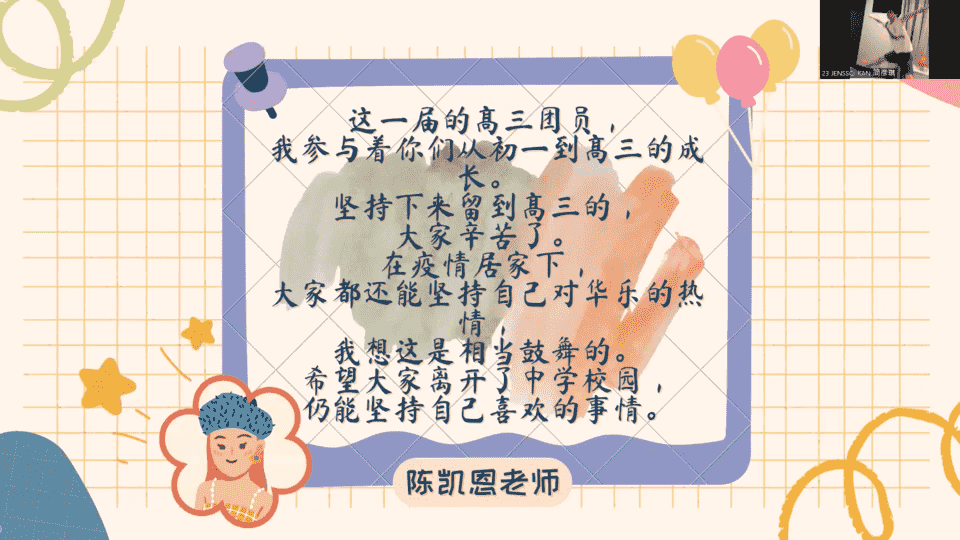 23 JENSSG KAN 简彦琪
这一届的高三团员，
我参与着你们从初一到高三的成
长。
坚持下来留到高三的，
大家辛苦了。
在疫情居家下，
大家都还能坚持自己对华乐的热
情，
我想这是相当鼓舞的。
希望大家离开了中学校园，
仍能坚持自己喜欢的事情。
陈凯恩老师